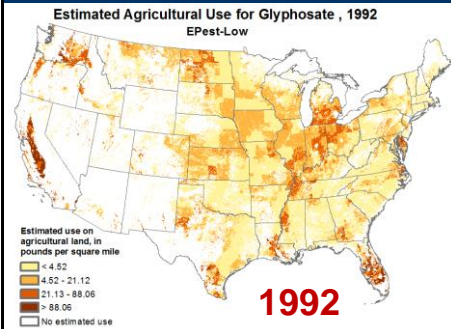 Estimated Agricultural Use for Glyphosate , 1992
EPest-Low
Estimated use on
agricultural land, in
pounds per square mile
< 4.52
4.52 - 21.12
21.13 - 88.06
> 88.06
No estimated use
1992